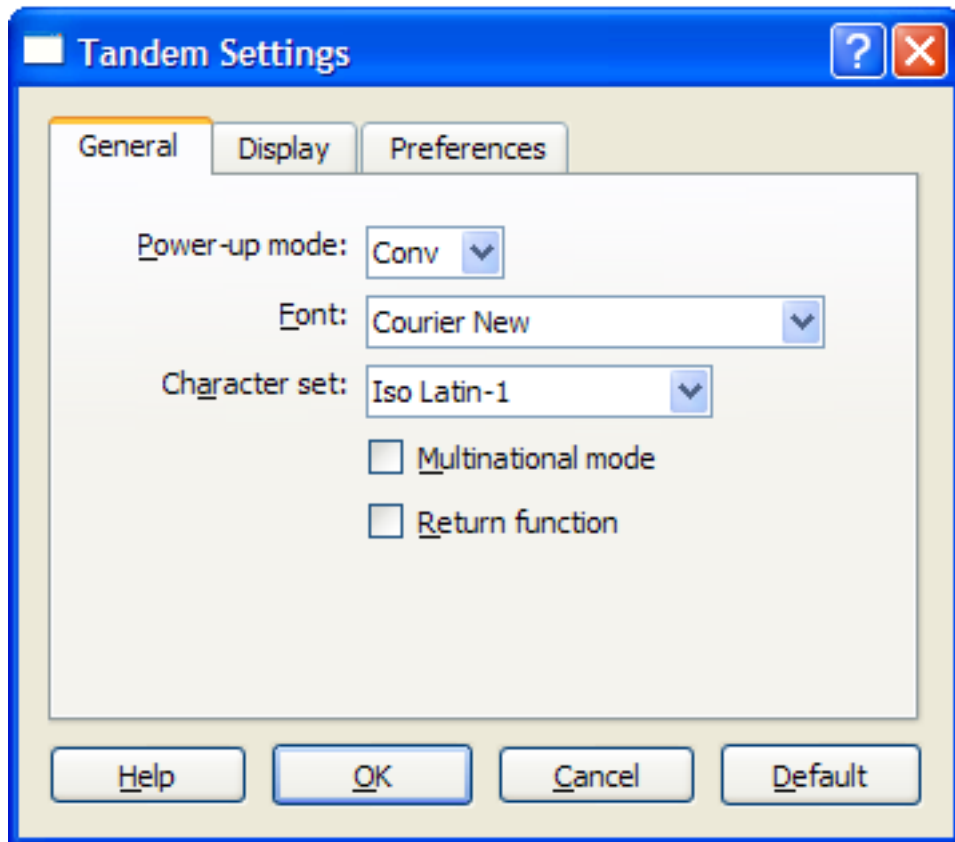 Tandem Settings
General Display Preferences
Power-up mode: Conv
Font: Courier New
Character set: Iso Latin-1
Multinational mode
Return function
Help OK Cancel Default